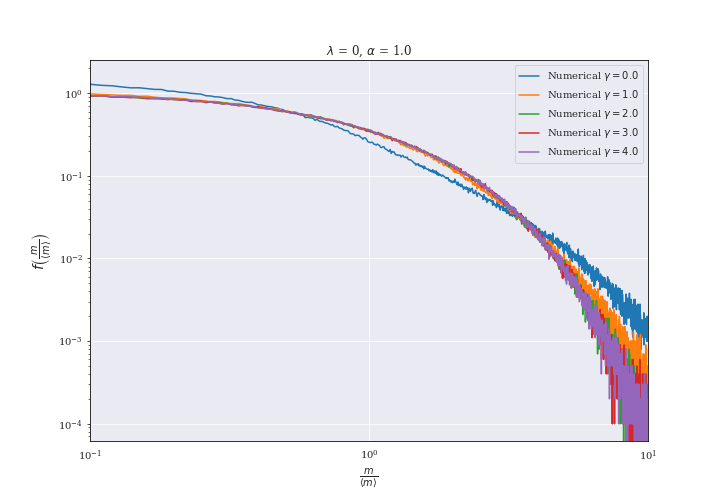 λ = 0, α = 1.0
f(m/⟨m⟩)
10⁰
10⁻¹
10⁻²
10⁻³
10⁻⁴
Numerical γ = 0.0
Numerical γ = 1.0
Numerical γ = 2.0
Numerical γ = 3.0
Numerical γ = 4.0
10⁻¹ 10⁰ 10¹
m/⟨m⟩